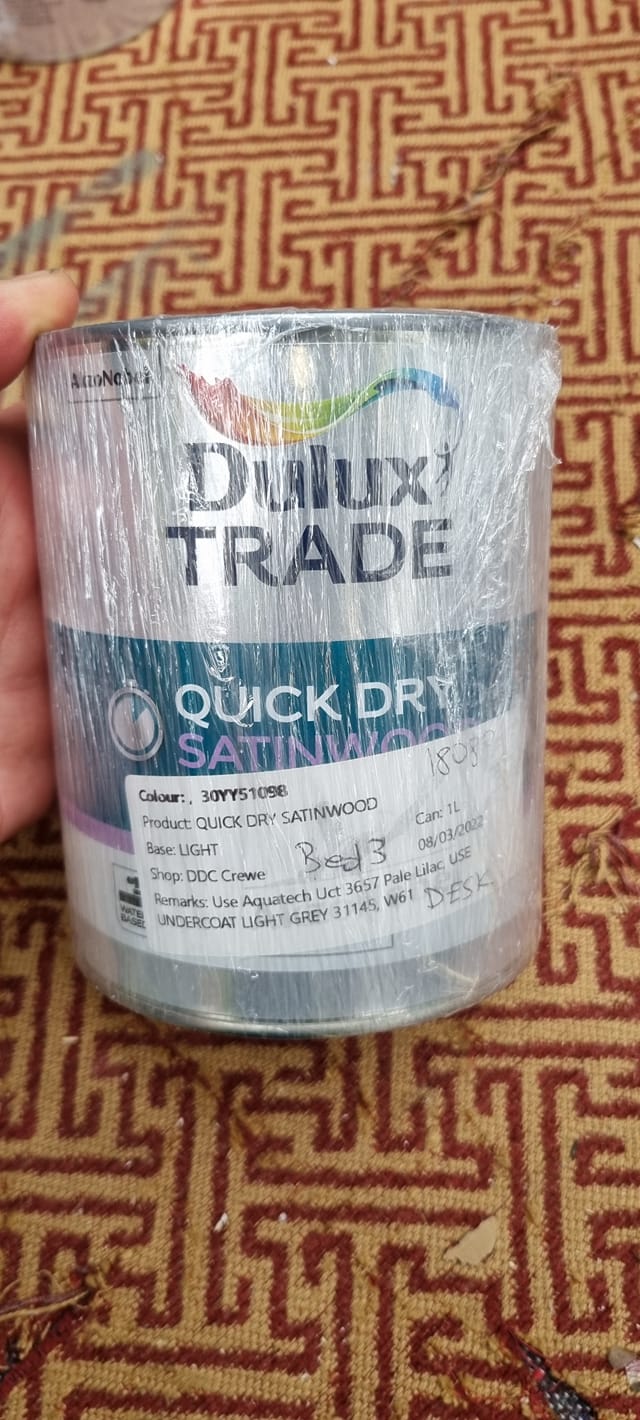 AkzoNobel
Dulux
TRADE
QUICK DRY
SATINWOOD
Colour: , 30YY51098
Product: QUICK DRY SATINWOOD
Base: LIGHT
Can: 1L
Shop: DDC Crewe
Bed 3
08/03/2022
Remarks: Use Aquatech Uct 3657 Pale Lilac, USE
UNDERCOAT LIGHT GREY 31145, W61
DESK
WATER
BASED